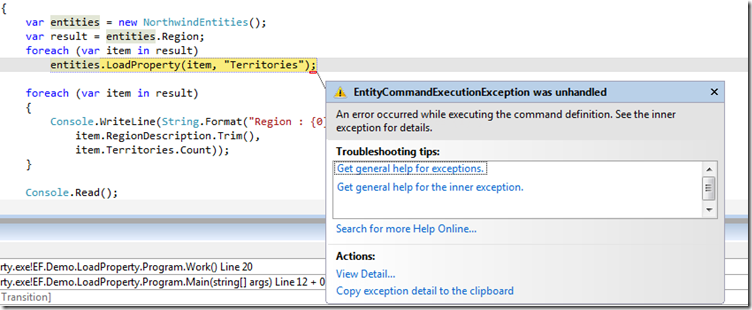 {
var entities = new NorthwindEntities();
var result = entities.Region;
foreach (var item in result)
entities.LoadProperty(item, "Territories");
foreach (var item in result)
{
Console.WriteLine(String.Format("Region : {0}
item.RegionDescription.Trim(),
item.Territories.Count));
}
Console.Read();
EntityCommandExecutionException was unhandled
An error occurred while executing the command definition. See the inner
exception for details.
Troubleshooting tips:
Get general help for exceptions.
Get general help for the inner exception.
Search for more Help Online...
Actions:
View Detail...
Copy exception detail to the clipboard
rty.exe!EF.Demo.LoadProperty.Program.Work() Line 20
rty.exe!EF.Demo.LoadProperty.Program.Main(string[] args) Line 12 + 0
Transition]